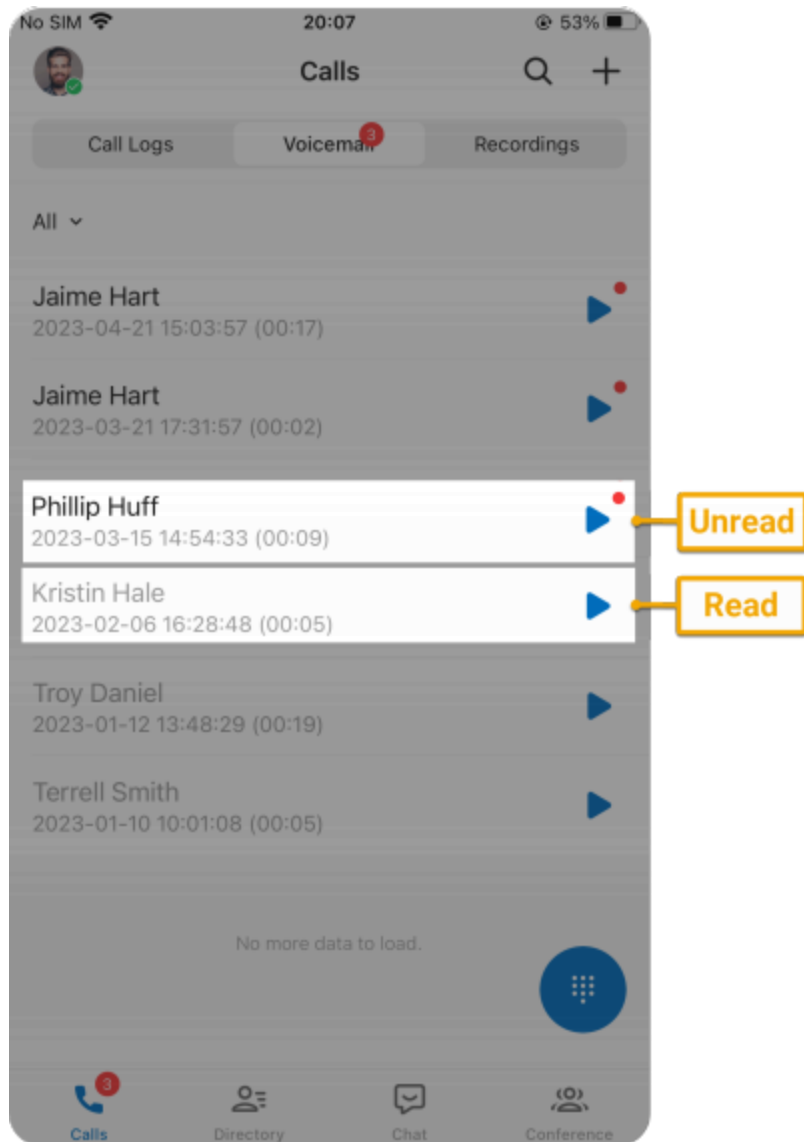 No SIM 20:07 53%
Calls
Call Logs Voicemail 3 Recordings
All
Jaime Hart
2023-04-21 15:03:57 (00:17)
Jaime Hart
2023-03-21 17:31:57 (00:02)
Phillip Huff
2023-03-15 14:54:33 (00:09)
Unread
Kristin Hale
2023-02-06 16:28:48 (00:05)
Read
Troy Daniel
2023-01-12 13:48:29 (00:19)
Terrell Smith
2023-01-10 10:01:08 (00:05)
No more data to load.
3
Calls Directory Chat Conference